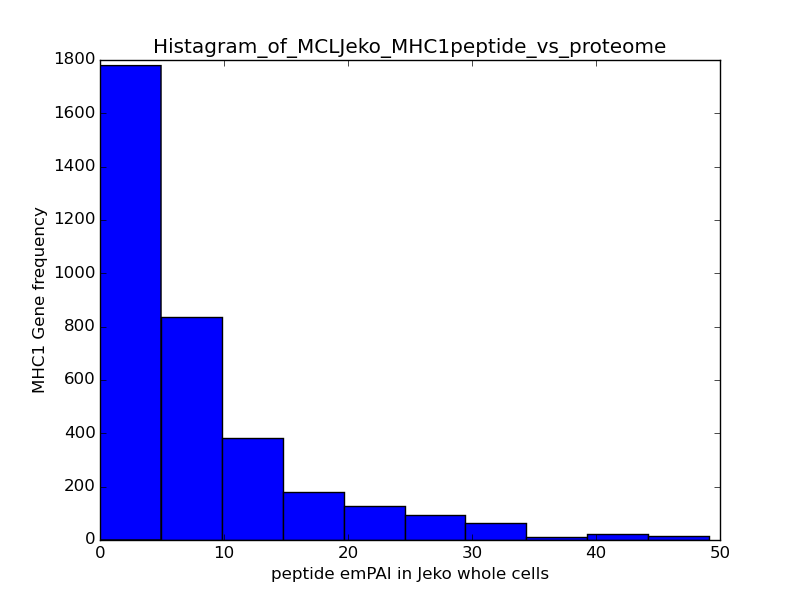 Histagram_of_MCLJeko_MHC1peptide_vs_proteome
1800
1600
1400
1200
1000
800
600
400
200
0
MHC1 Gene frequency
0 10 20 30 40 50
peptide emPAI in Jeko whole cells